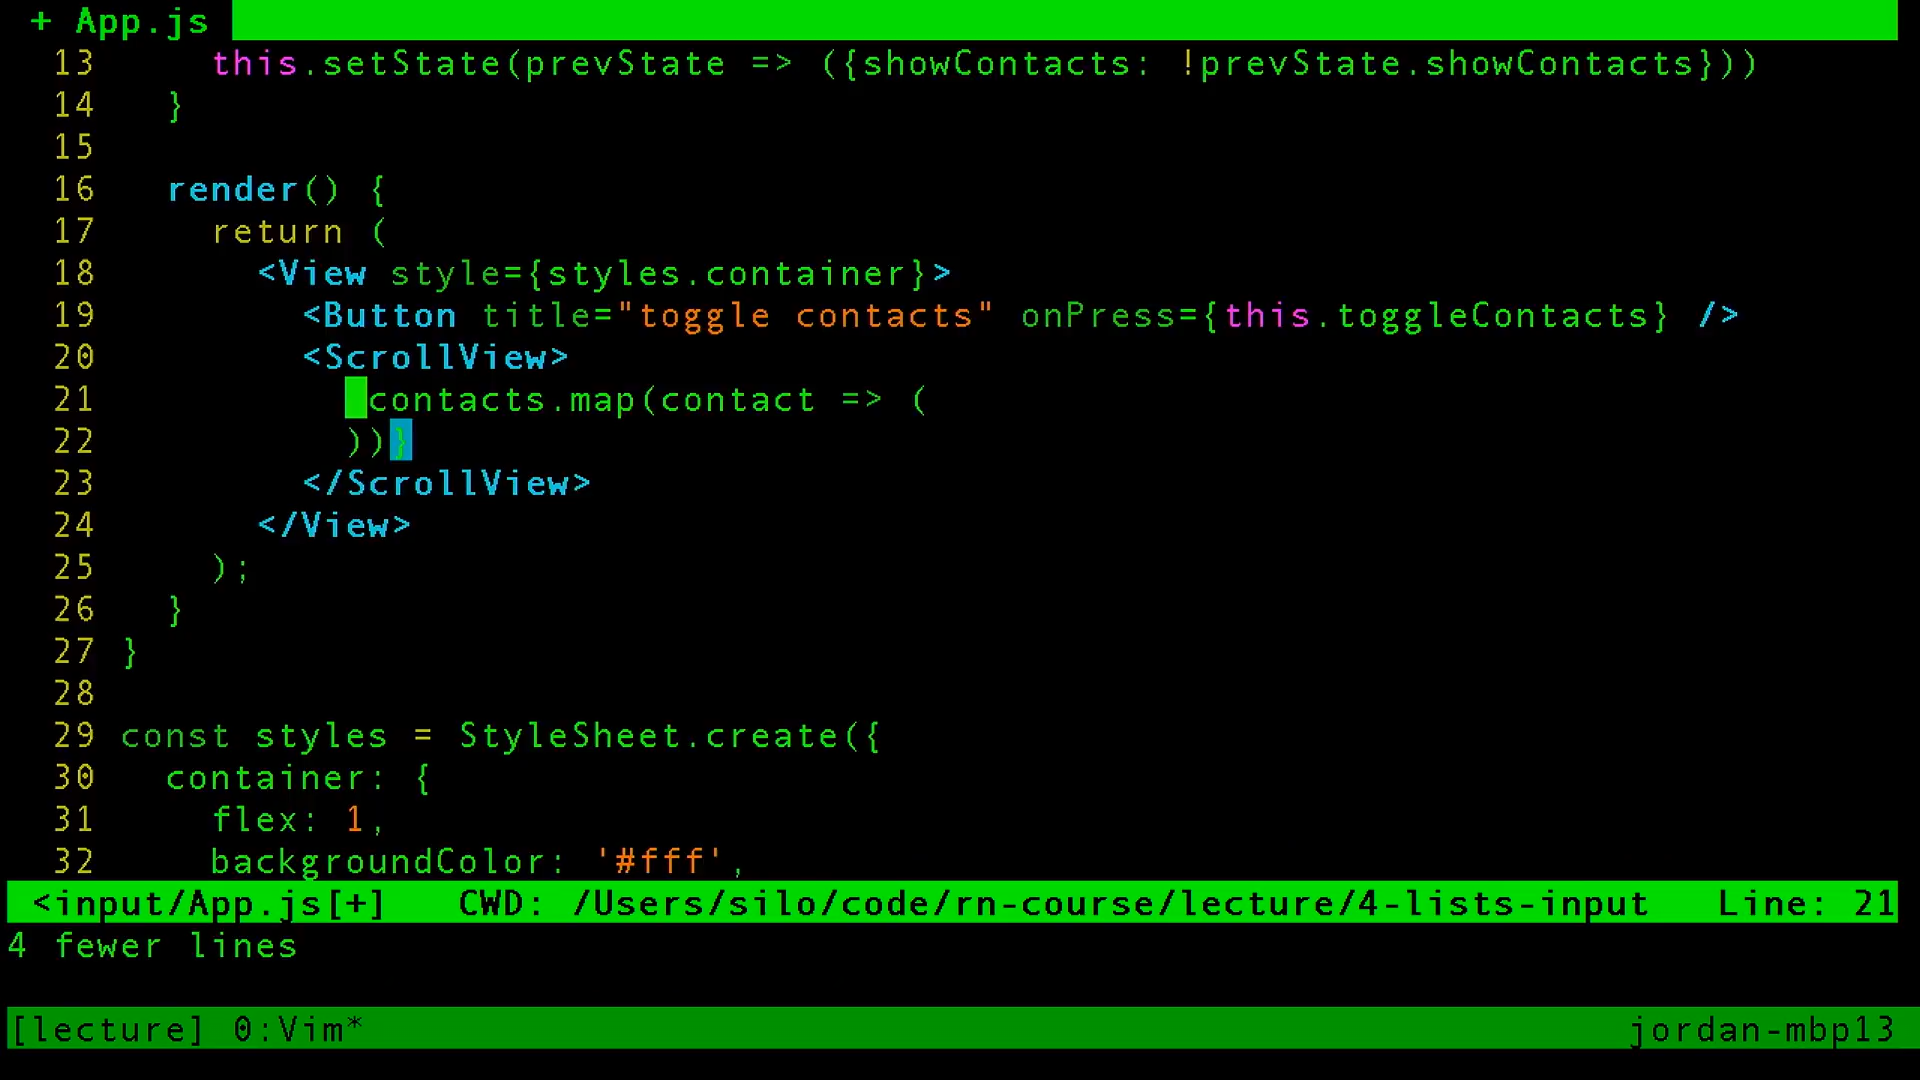 + App.js
13     this.setState(prevState => ({showContacts: !prevState.showContacts}))
14   }
15
16   render() {
17     return (
18       <View style={styles.container}>
19         <Button title="toggle contacts" onPress={this.toggleContacts} />
20         <ScrollView>
21           contacts.map(contact => (
22           ))}
23         </ScrollView>
24       </View>
25     );
26   }
27 }
28
29 const styles = StyleSheet.create({
30   container: {
31     flex: 1,
32     backgroundColor: '#fff',
<input/App.js[+]   CWD: /Users/silo/code/rn-course/lecture/4-lists-input   Line: 21
4 fewer lines
[lecture] 0:Vim* jordan-mbp13